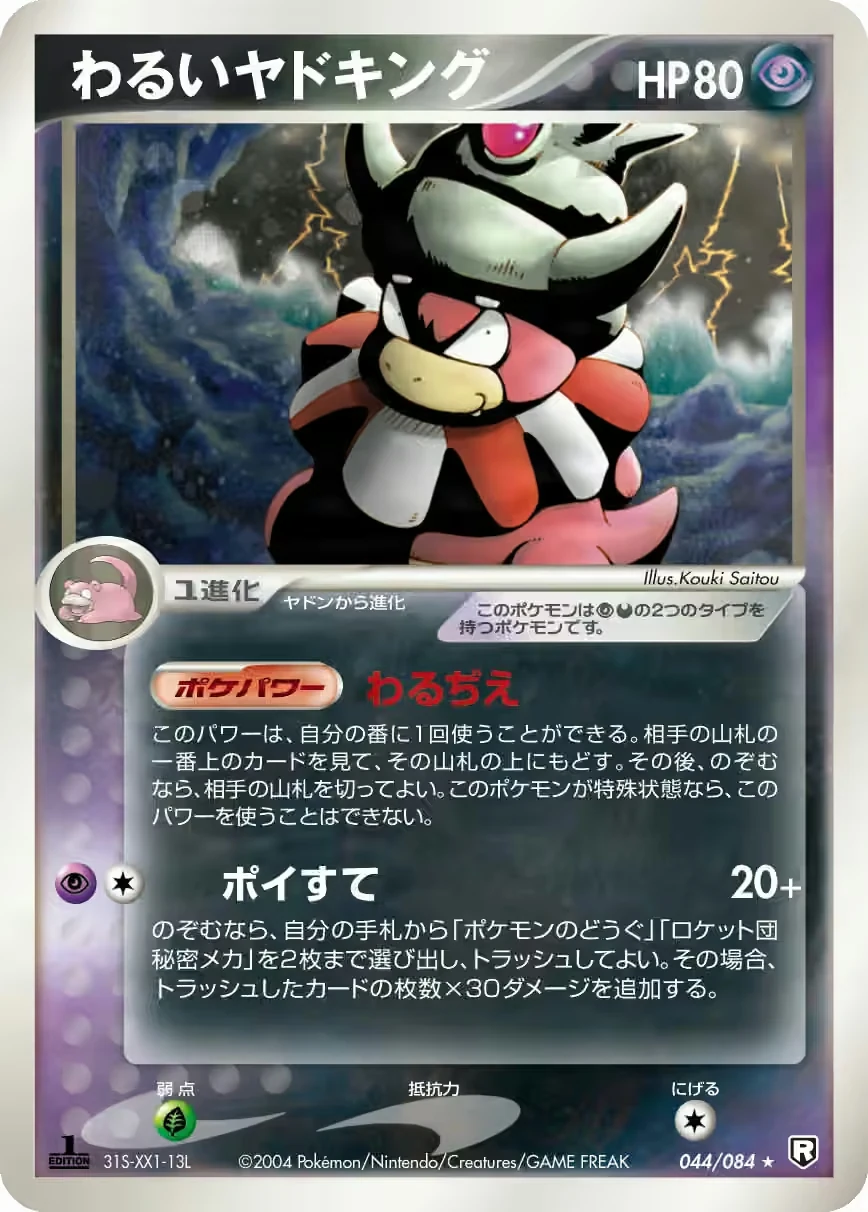 わるいヤドキング
HP80
Illus.Kouki Saitou
1進化
ヤドンから進化
このポケモンはの2つのタイプを
持つポケモンです。
ポケパワー わるぢえ
このパワーは、自分の番に1回使うことができる。相手の山札の
一番上のカードを見て、その山札の上にもどす。その後、のぞむ
なら、相手の山札を切ってよい。このポケモンが特殊状態なら、この
パワーを使うことはできない。
ポイすて 20+
のぞむなら、自分の手札から「ポケモンのどうぐ」「ロケット団
秘密メカ」を2枚まで選び出し、トラッシュしてよい。その場合、
トラッシュしたカードの枚数×30ダメージを追加する。
弱点 抵抗力 にげる
1 EDITION 31S-XX1-13L ©2004 Pokémon/Nintendo/Creatures/GAME FREAK 044/084 ★ R